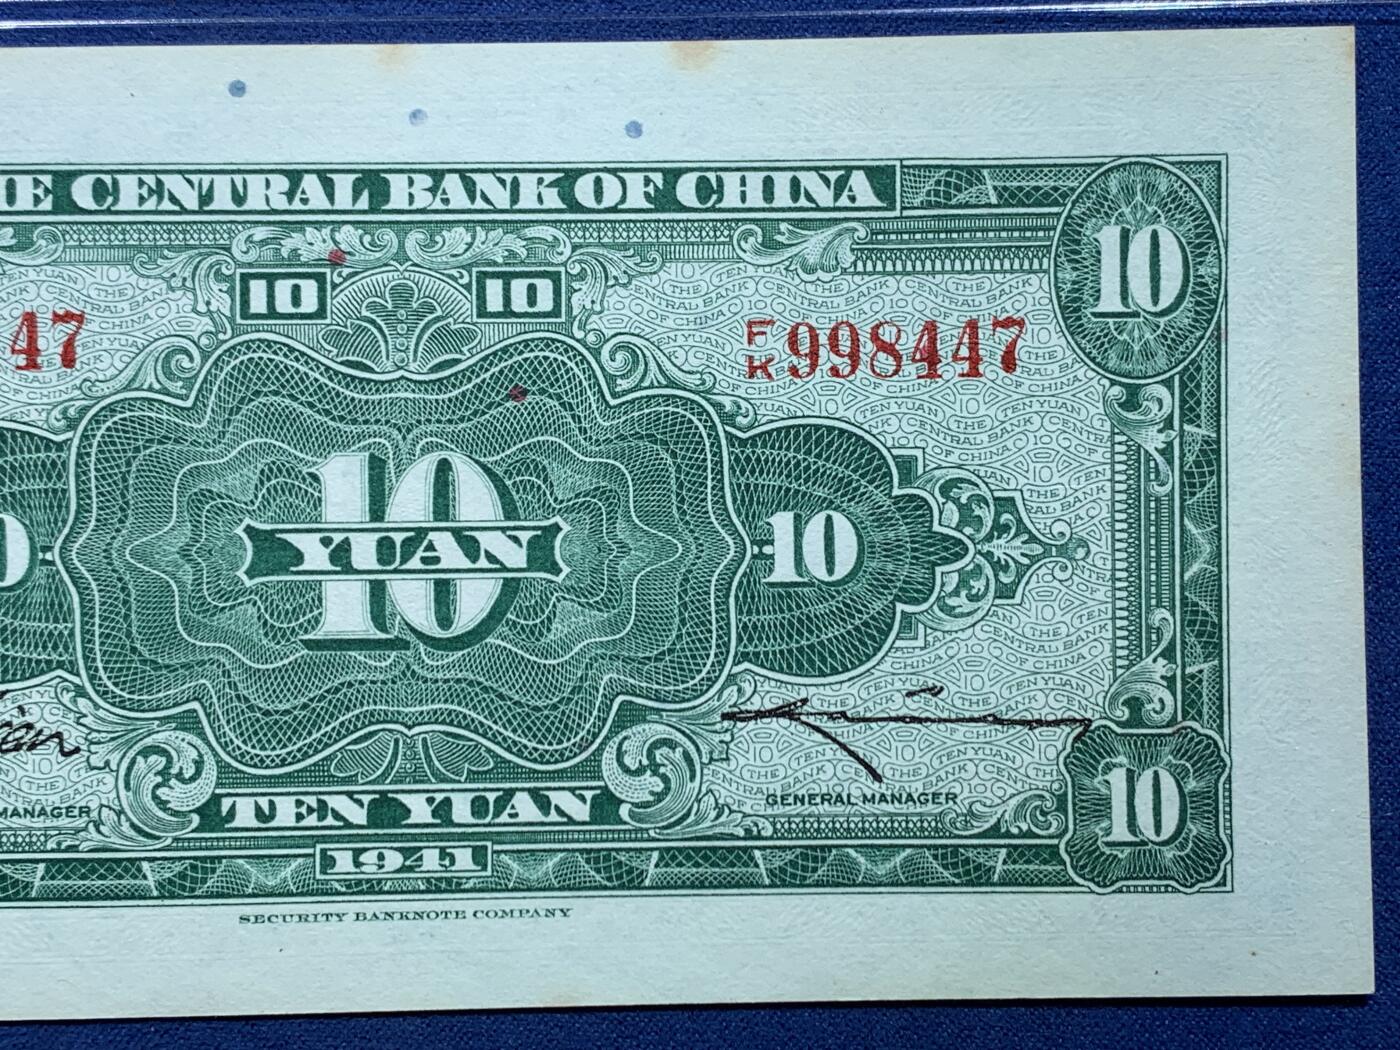 E CENTRAL BANK OF CHINA
10
10 10
47
F/K 998447
10
YUAN
10
GENERAL MANAGER
MANAGER
10
TEN YUAN
1941
SECURITY BANKNOTE COMPANY